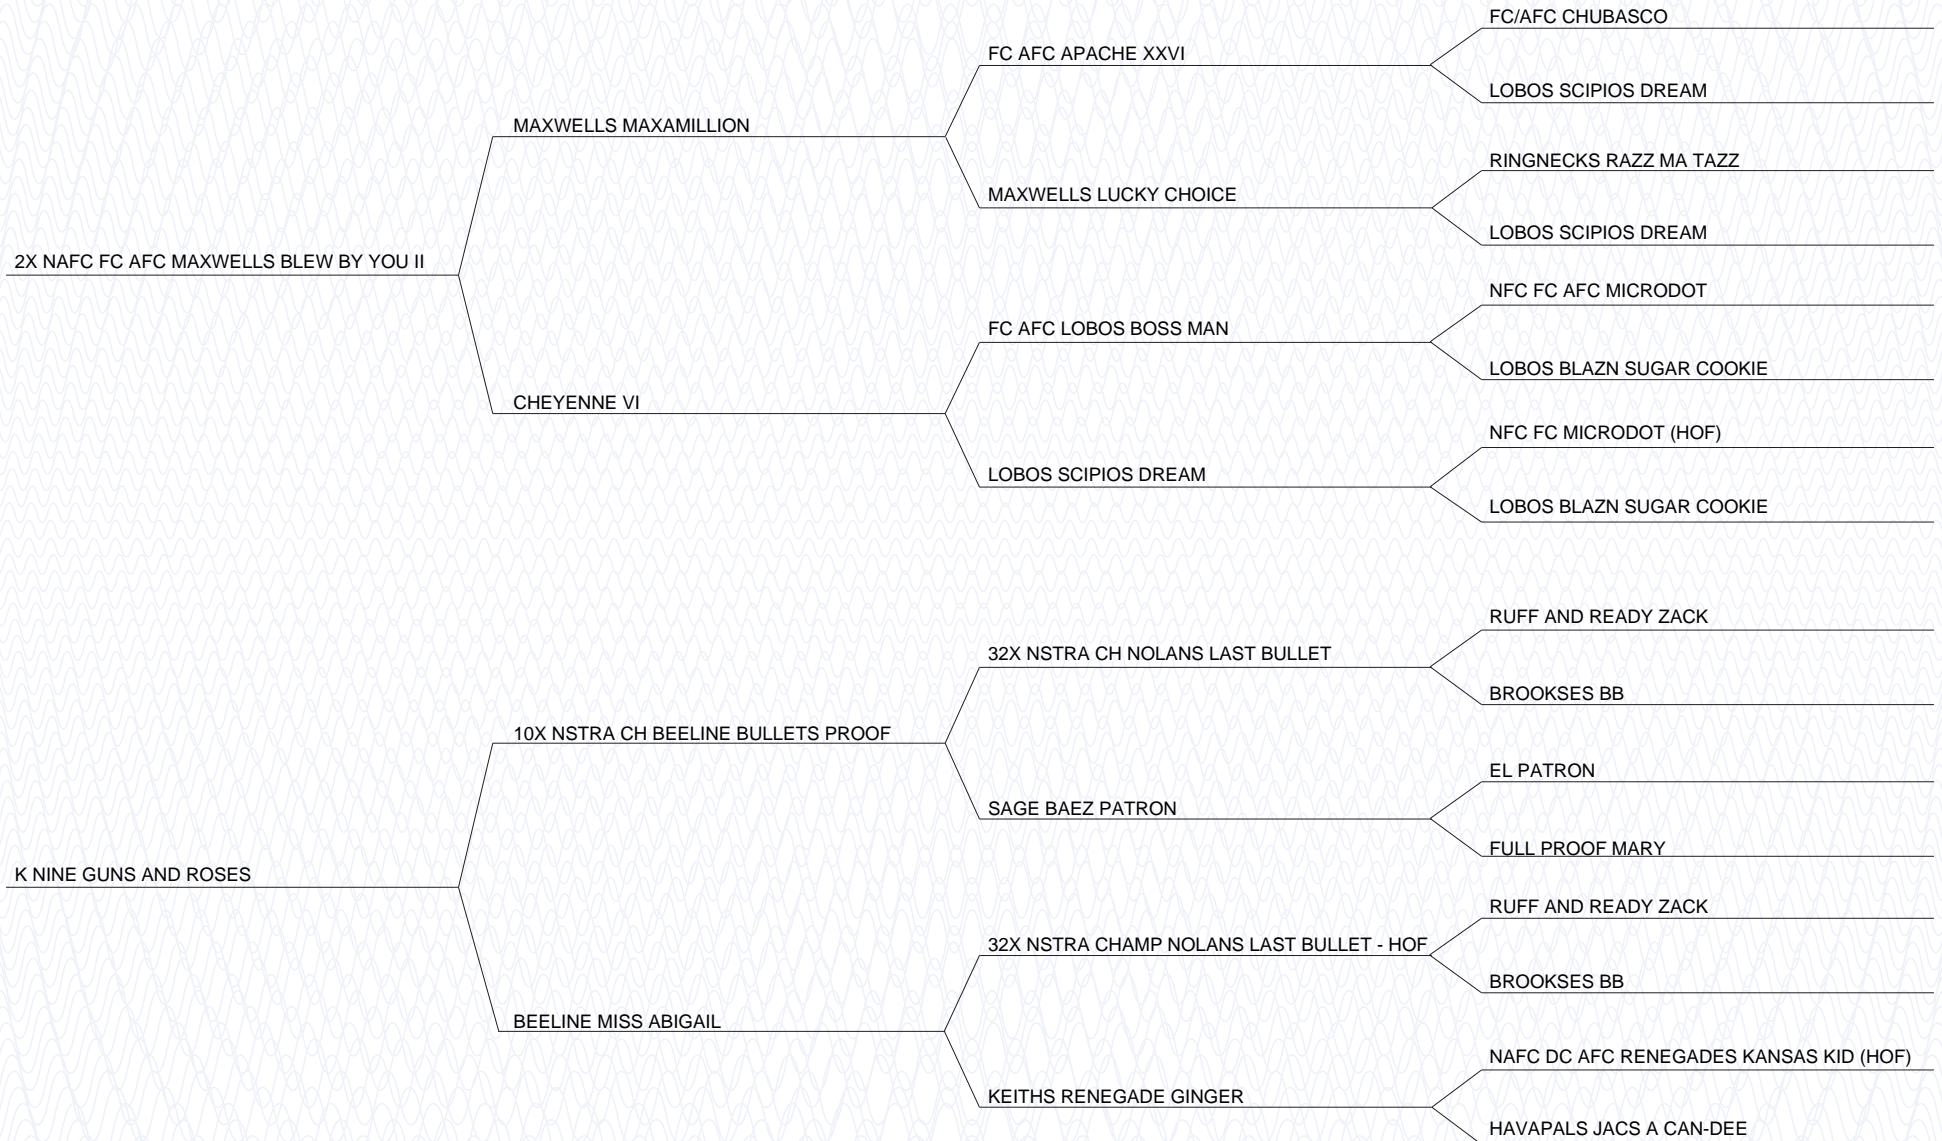 FC/AFC CHUBASCO
FC AFC APACHE XXVI
LOBOS SCIPIOS DREAM
MAXWELLS MAXAMILLION
RINGNECKS RAZZ MA TAZZ
MAXWELLS LUCKY CHOICE
LOBOS SCIPIOS DREAM
2X NAFC FC AFC MAXWELLS BLEW BY YOU II
NFC FC AFC MICRODOT
FC AFC LOBOS BOSS MAN
LOBOS BLAZN SUGAR COOKIE
CHEYENNE VI
NFC FC MICRODOT (HOF)
LOBOS SCIPIOS DREAM
LOBOS BLAZN SUGAR COOKIE
RUFF AND READY ZACK
32X NSTRA CH NOLANS LAST BULLET
BROOKSES BB
10X NSTRA CH BEELINE BULLETS PROOF
EL PATRON
SAGE BAEZ PATRON
FULL PROOF MARY
K NINE GUNS AND ROSES
RUFF AND READY ZACK
32X NSTRA CHAMP NOLANS LAST BULLET - HOF
BROOKSES BB
BEELINE MISS ABIGAIL
NAFC DC AFC RENEGADES KANSAS KID (HOF)
KEITHS RENEGADE GINGER
HAVAPALS JACS A CAN-DEE